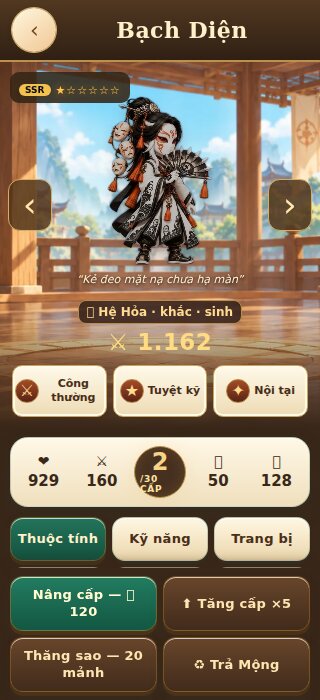 Bạch Diện
SSR ★☆☆☆☆☆
“Kẻ đeo mặt nạ chưa hạ màn”
Hệ Hỏa · khắc · sinh
⚔ 1.162
Công thường
Tuyệt kỹ
Nội tại
929
160
2
/30 CẤP
50
128
Thuộc tính
Kỹ năng
Trang bị
Nâng cấp —
120
⬆ Tăng cấp ×5
Thăng sao — 20
mảnh
♻ Trả Mộng